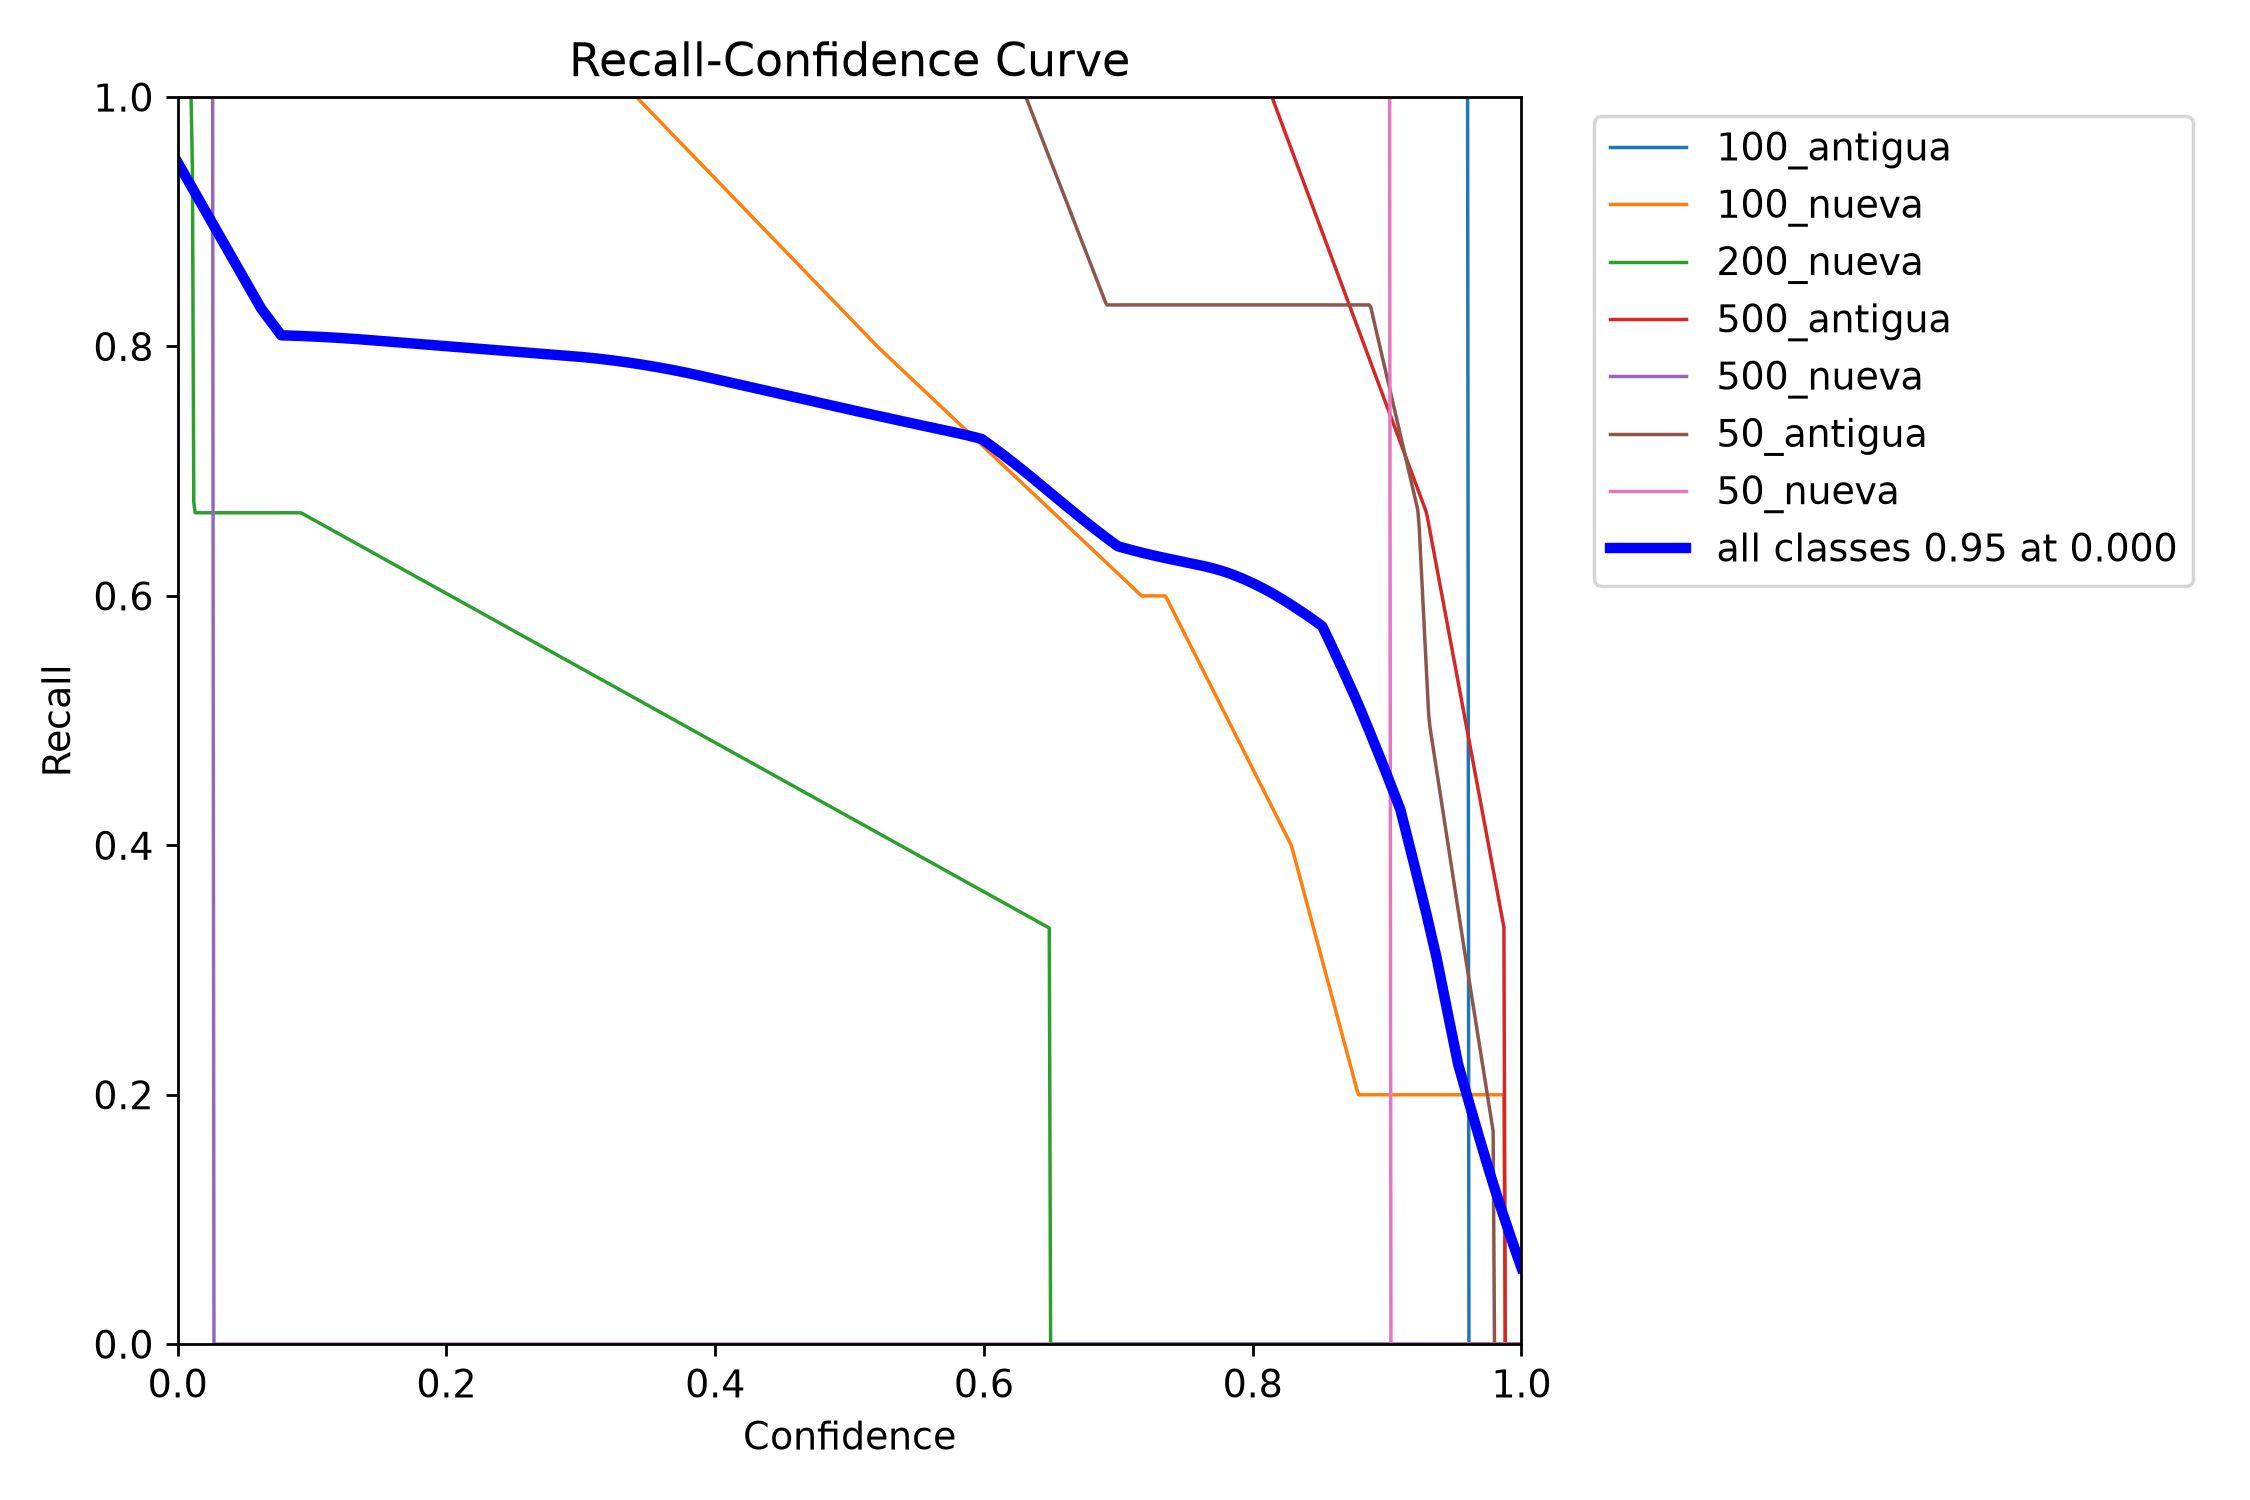 Recall-Confidence Curve
1.0
0.8
0.6
0.4
0.2
0.0
Recall
0.0 0.2 0.4 0.6 0.8 1.0
Confidence
100_antigua
100_nueva
200_nueva
500_antigua
500_nueva
50_antigua
50_nueva
all classes 0.95 at 0.000